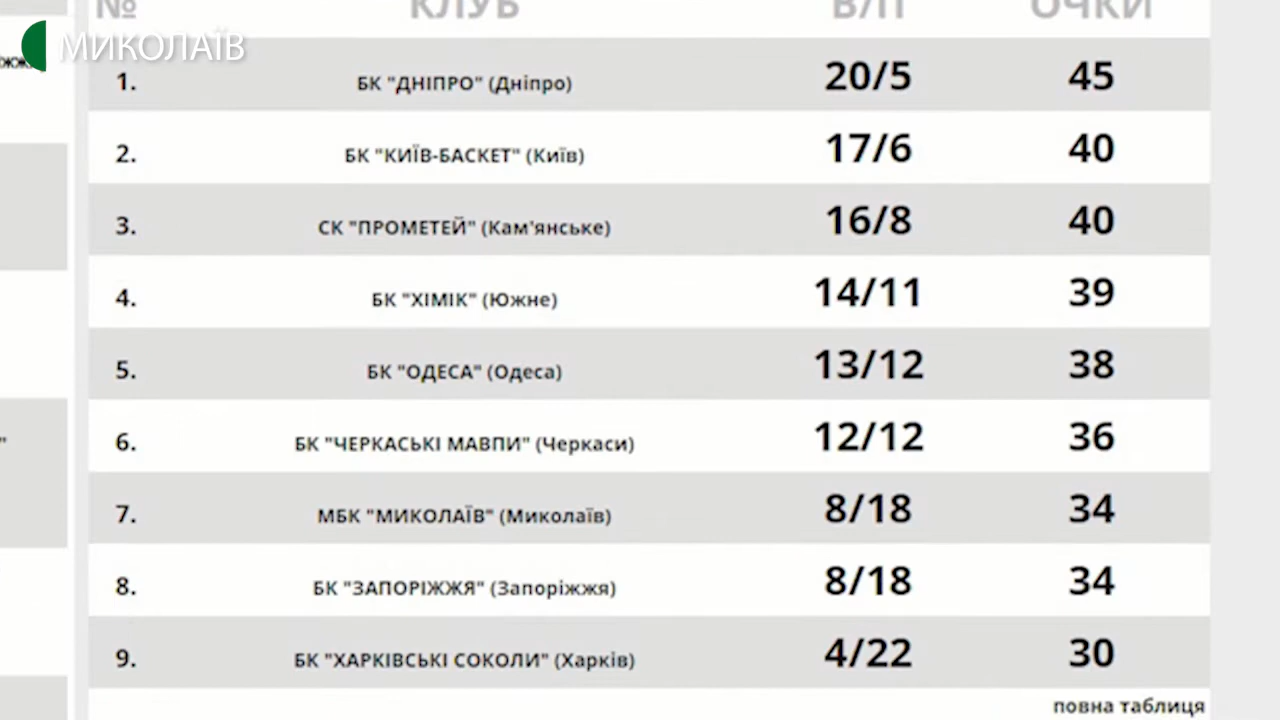 МИКОЛАЇВ
№ КЛУБ В/П ОЧКИ
1. БК "ДНІПРО" (Дніпро) 20/5 45
2. БК "КИЇВ-БАСКЕТ" (Київ) 17/6 40
3. СК "ПРОМЕТЕЙ" (Кам'янське) 16/8 40
4. БК "ХІМІК" (Южне) 14/11 39
5. БК "ОДЕСА" (Одеса) 13/12 38
6. БК "ЧЕРКАСЬКІ МАВПИ" (Черкаси) 12/12 36
7. МБК "МИКОЛАЇВ" (Миколаїв) 8/18 34
8. БК "ЗАПОРІЖЖЯ" (Запоріжжя) 8/18 34
9. БК "ХАРКІВСЬКІ СОКОЛИ" (Харків) 4/22 30
повна таблиця